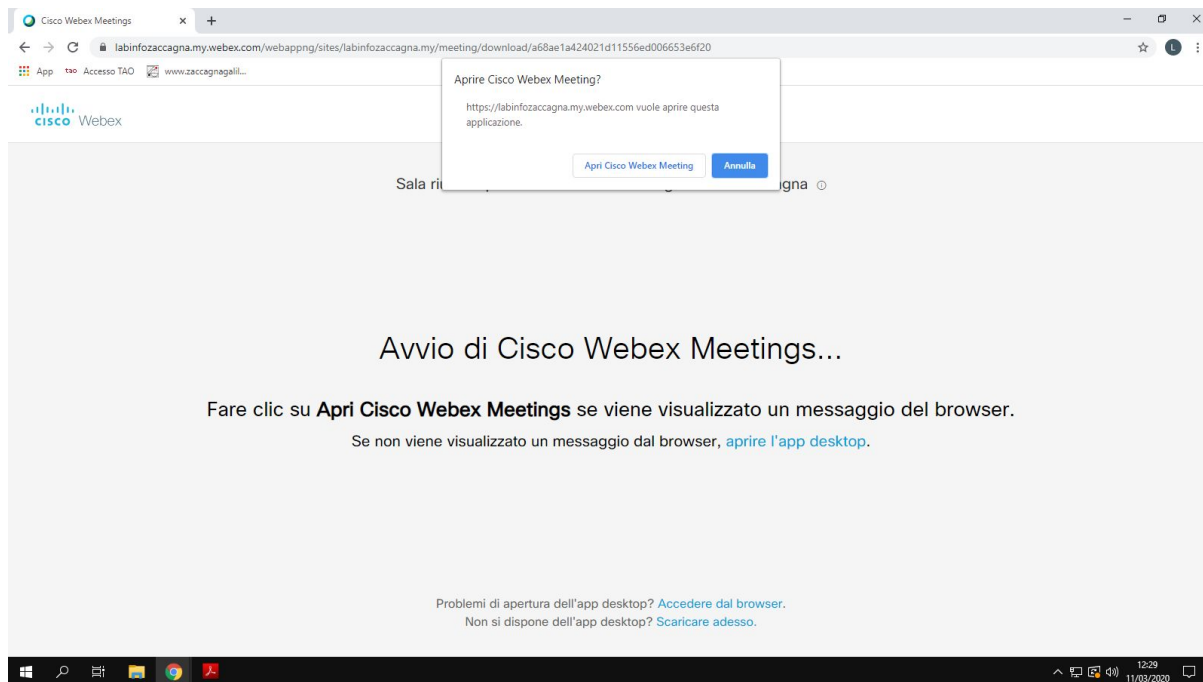 Cisco Webex Meetings
labinfozaccagna.my.webex.com/webappng/sites/labinfozaccagna.my/meeting/download/a68ae1a424021d11556ed006653e6f20
L
App tao Accesso TAO www.zaccagnagalil...
Aprire Cisco Webex Meeting?
https://labinfozaccagna.my.webex.com vuole aprire questa
applicazione.
Apri Cisco Webex Meeting Annulla
cisco Webex
Sala
Avvio di Cisco Webex Meetings...
Fare clic su Apri Cisco Webex Meetings se viene visualizzato un messaggio del browser.
Se non viene visualizzato un messaggio dal browser, aprire l'app desktop.
Problemi di apertura dell'app desktop? Accedere dal browser.
Non si dispone dell'app desktop? Scaricare adesso.
12:29
11/03/2020